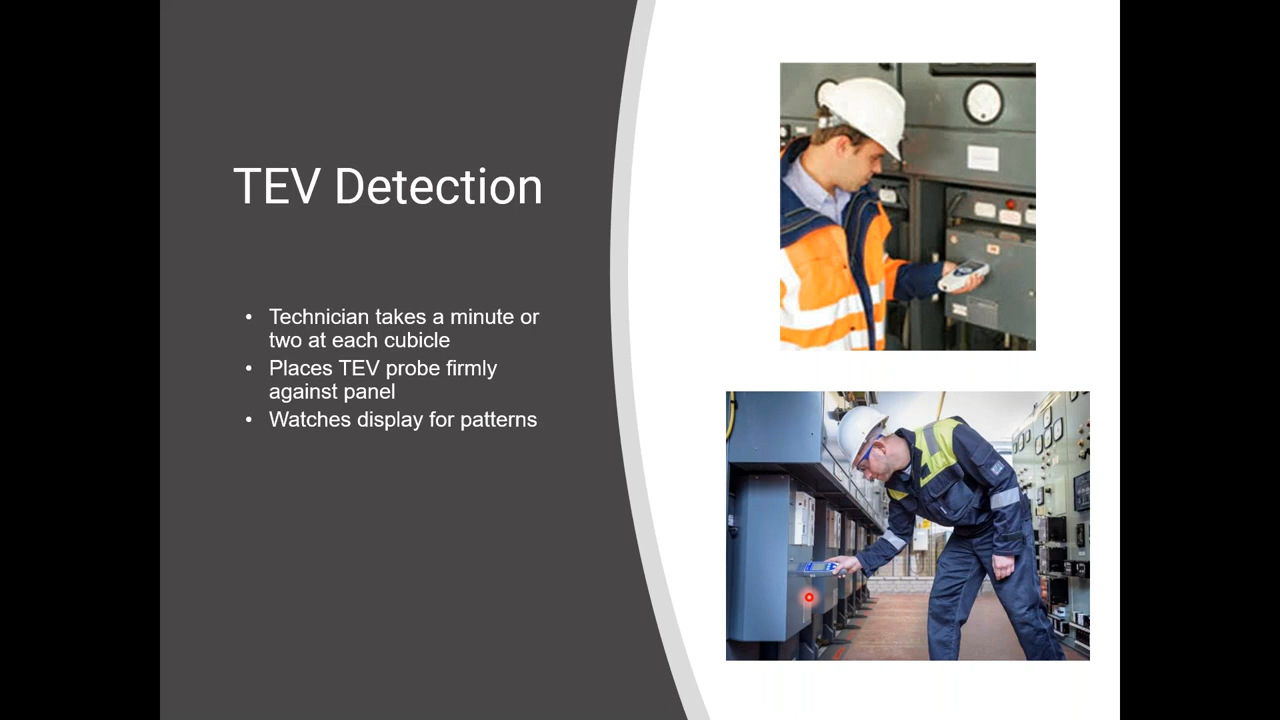 TEV Detection
• Technician takes a minute or
two at each cubicle
• Places TEV probe firmly
against panel
• Watches display for patterns